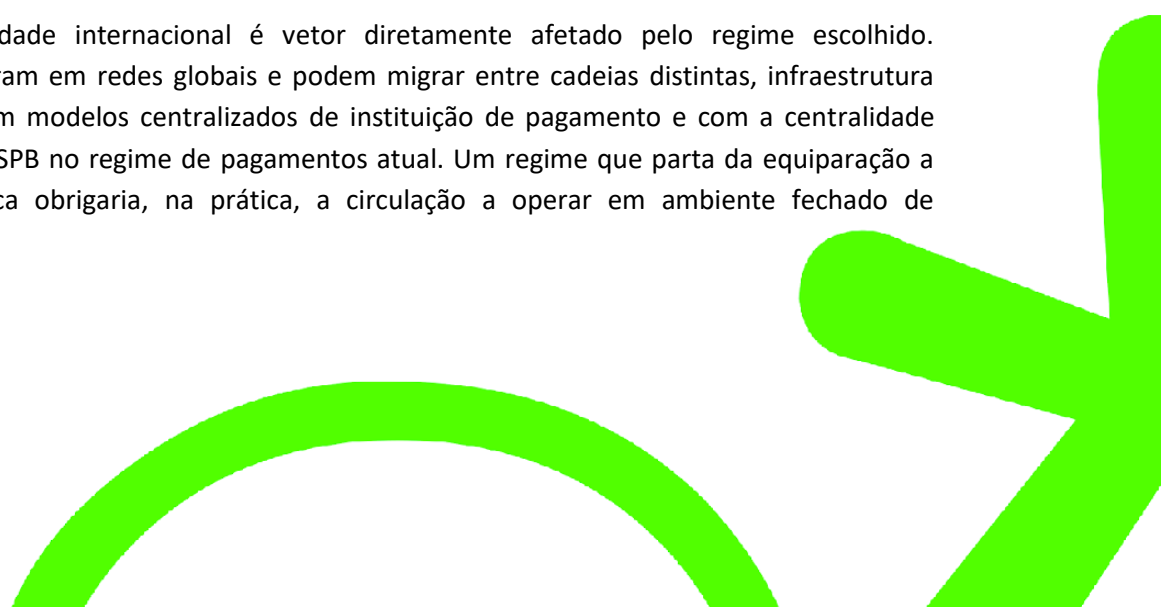 dade internacional é vetor diretamente afetado pelo regime escolhido.
am em redes globais e podem migrar entre cadeias distintas, infraestrutura
m modelos centralizados de instituição de pagamento e com a centralidade
SPB no regime de pagamentos atual. Um regime que parta da equiparação a
ca obrigaria, na prática, a circulação a operar em ambiente fechado de